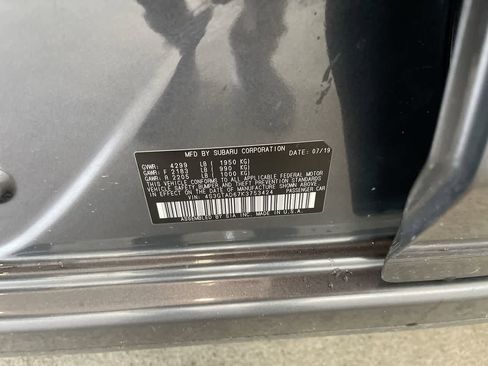 MFD BY SUBARU CORPORATION DATE: 07/19
GVWR: 4299 LB ( 1950 KG)
GAWR: F 2183 LB ( 990 KG)
GAWR: R 2205 LB ( 1000 KG)
THIS VEHICLE CONFORMS TO ALL APPLICABLE FEDERAL MOTOR
VEHICLE SAFETY, BUMPER AND THEFT PREVENTION STANDARDS
IN EFFECT ON THE DATE OF MANUFACTURE SHOWN ABOVE.
VIN: PASSENGER CAR
ASSEMBLED BY SIA INC. MADE IN U.S.A.